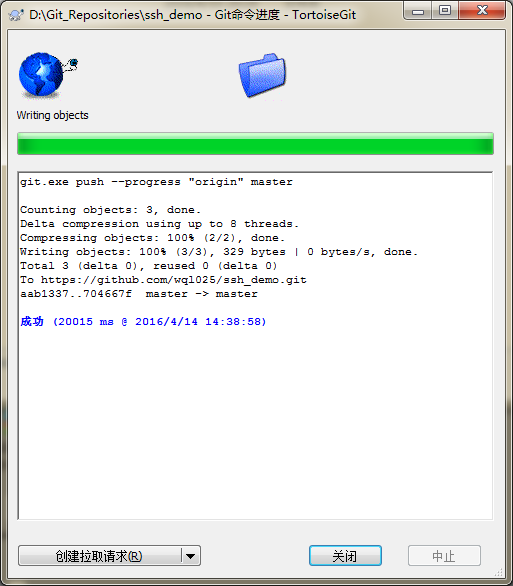 D:\Git_Repositories\ssh_demo - Git命令进度 - TortoiseGit
Writing objects
git.exe push --progress "origin" master
Counting objects: 3, done.
Delta compression using up to 8 threads.
Compressing objects: 100% (2/2), done.
Writing objects: 100% (3/3), 329 bytes | 0 bytes/s, done.
Total 3 (delta 0), reused 0 (delta 0)
To https://github.com/wql025/ssh_demo.git
aab1337..704667f  master -> master
成功 (20015 ms @ 2016/4/14 14:38:58)
创建拉取请求(R)
关闭
中止